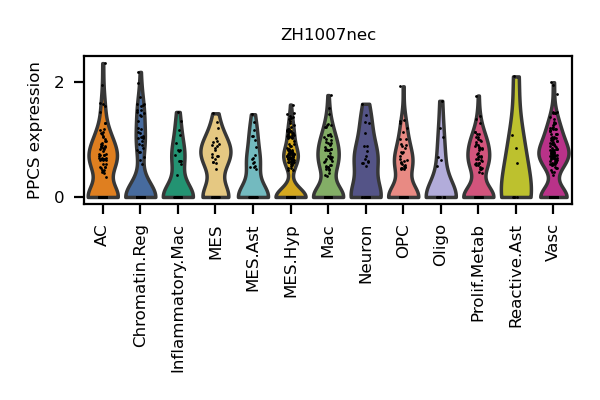 ZH1007nec
PPCS expression
2
0
AC
Chromatin.Reg
Inflammatory.Mac
MES
MES.Ast
MES.Hyp
Mac
Neuron
OPC
Oligo
Prolif.Metab
Reactive.Ast
Vasc